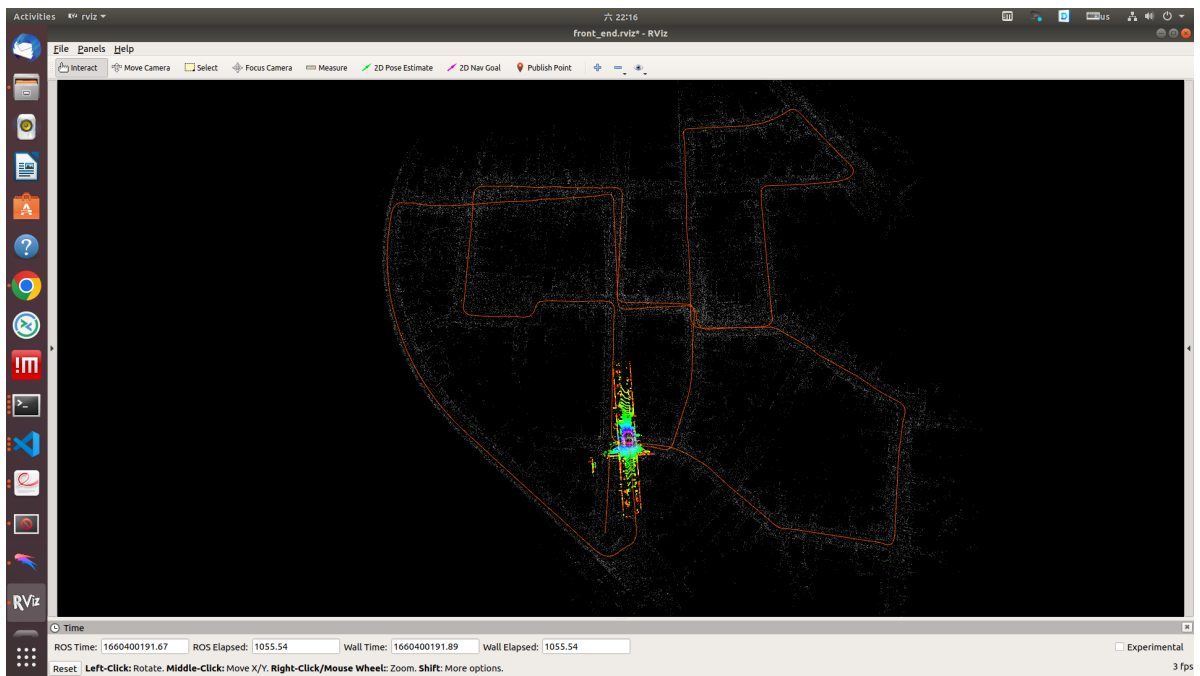 Activities RViz rviz 六 22:16 us
front_end.rviz* - RViz
File Panels Help
Interact Move Camera Select Focus Camera Measure 2D Pose Estimate 2D Nav Goal Publish Point
RViz
Time
ROS Time: 1660400191.67 ROS Elapsed: 1055.54 Wall Time: 1660400191.89 Wall Elapsed: 1055.54 Experimental
Reset Left-Click: Rotate. Middle-Click: Move X/Y. Right-Click/Mouse Wheel:: Zoom. Shift: More options. 3 fps